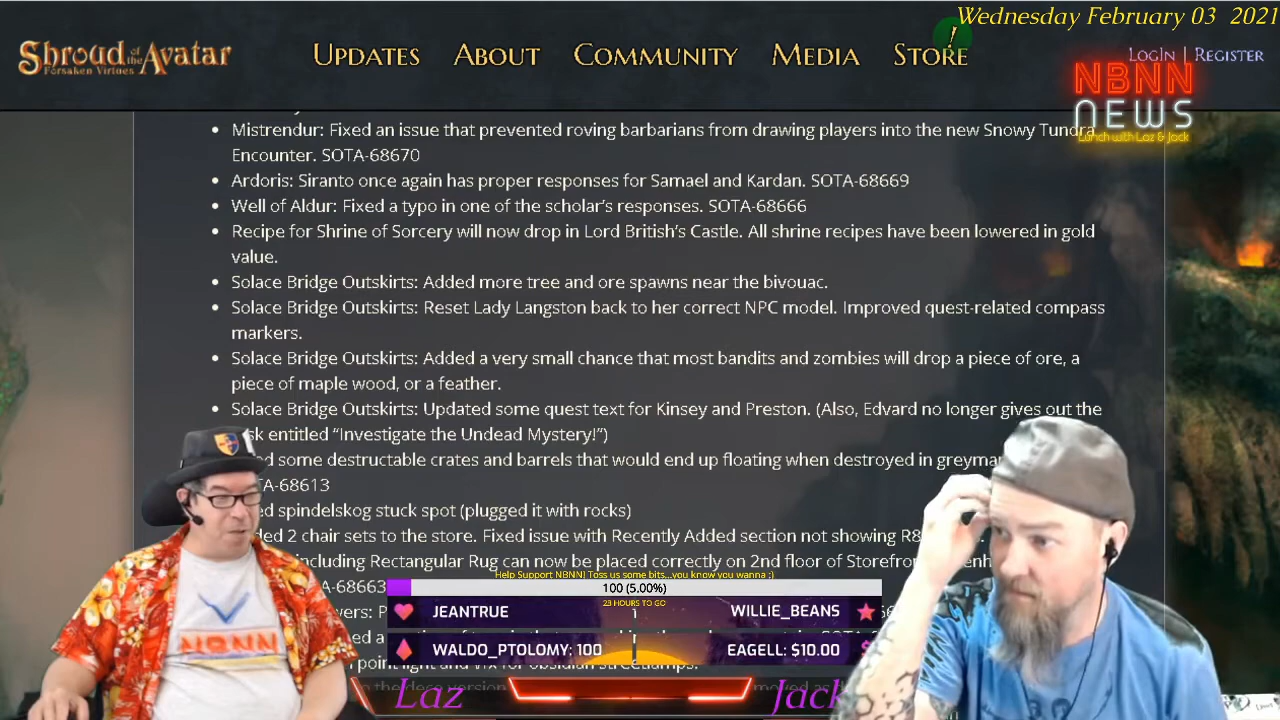 Wednesday February 03 2021
Shroud of the Avatar
Forsaken Virtues
UPDATES ABOUT COMMUNITY MEDIA STORE
!
LOGIN | REGISTER
NBNN
NEWS
Lunch with Laz & Jack
Mistrendur: Fixed an issue that prevented roving barbarians from drawing players into the new Snowy Tundra
Encounter. SOTA-68670
Ardoris: Siranto once again has proper responses for Samael and Kardan. SOTA-68669
Well of Aldur: Fixed a typo in one of the scholar's responses. SOTA-68666
Recipe for Shrine of Sorcery will now drop in Lord British's Castle. All shrine recipes have been lowered in gold
value.
Solace Bridge Outskirts: Added more tree and ore spawns near the bivouac.
Solace Bridge Outskirts: Reset Lady Langston back to her correct NPC model. Improved quest-related compass
markers.
Solace Bridge Outskirts: Added a very small chance that most bandits and zombies will drop a piece of ore, a
piece of maple wood, or a feather.
Solace Bridge Outskirts: Updated some quest text for Kinsey and Preston. (Also, Edvard no longer gives out the
entitled “Investigate the Undead Mystery!”)
some destructable crates and barrels that would end up floating when destroyed in
68613
spindelskog stuck spot (plugged it with rocks)
2 chair sets to the store. Fixed issue with Recently Added section not showing
including Rectangular Rug can now be placed correctly on 2nd floor of
68663
Help Support NBNN! Toss us some bits...you know you wanna ;)
100 (5.00%)
23 HOURS TO GO
JEANTRUE WILLIE_BEANS
WALDO_PTOLOMY: 100 EAGELL: $10.00
point light and
for obsidian streetlamps.
NBNN
Laz Jack